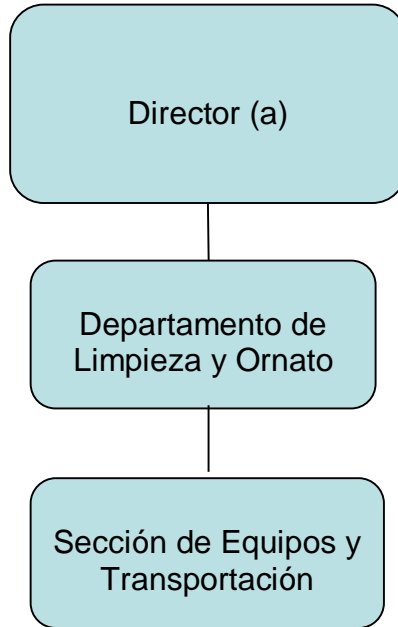 Director (a)
Departamento de
Limpieza y Ornato
Sección de Equipos y
Transportación